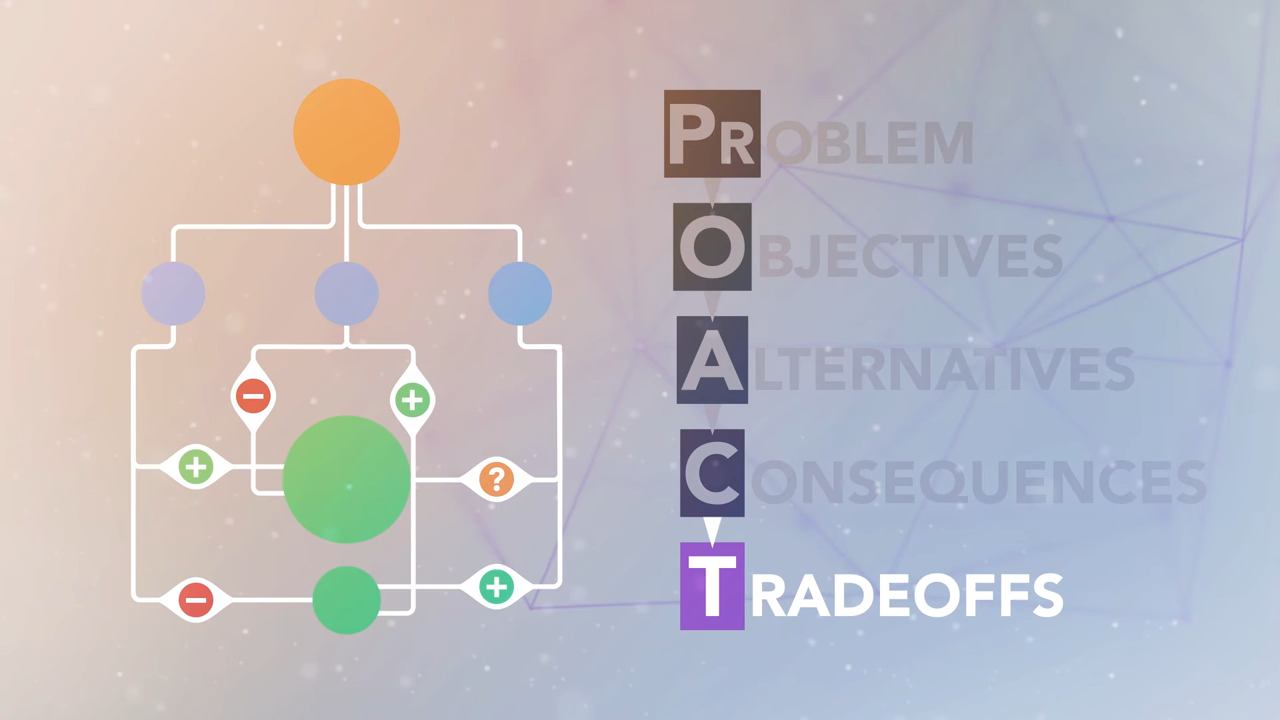 PROBLEM
OBJECTIVES
ALTERNATIVES
CONSEQUENCES
TRADEOFFS
?